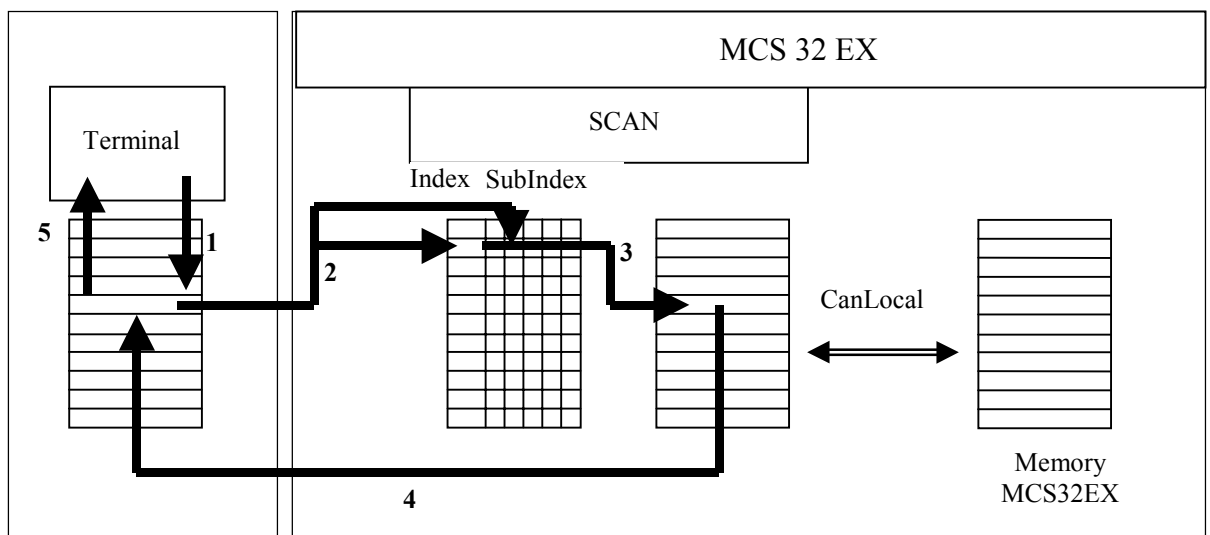 MCS 32 EX
SCAN
Terminal
Index SubIndex
5
1
2
3
CanLocal
4
Memory
MCS32EX